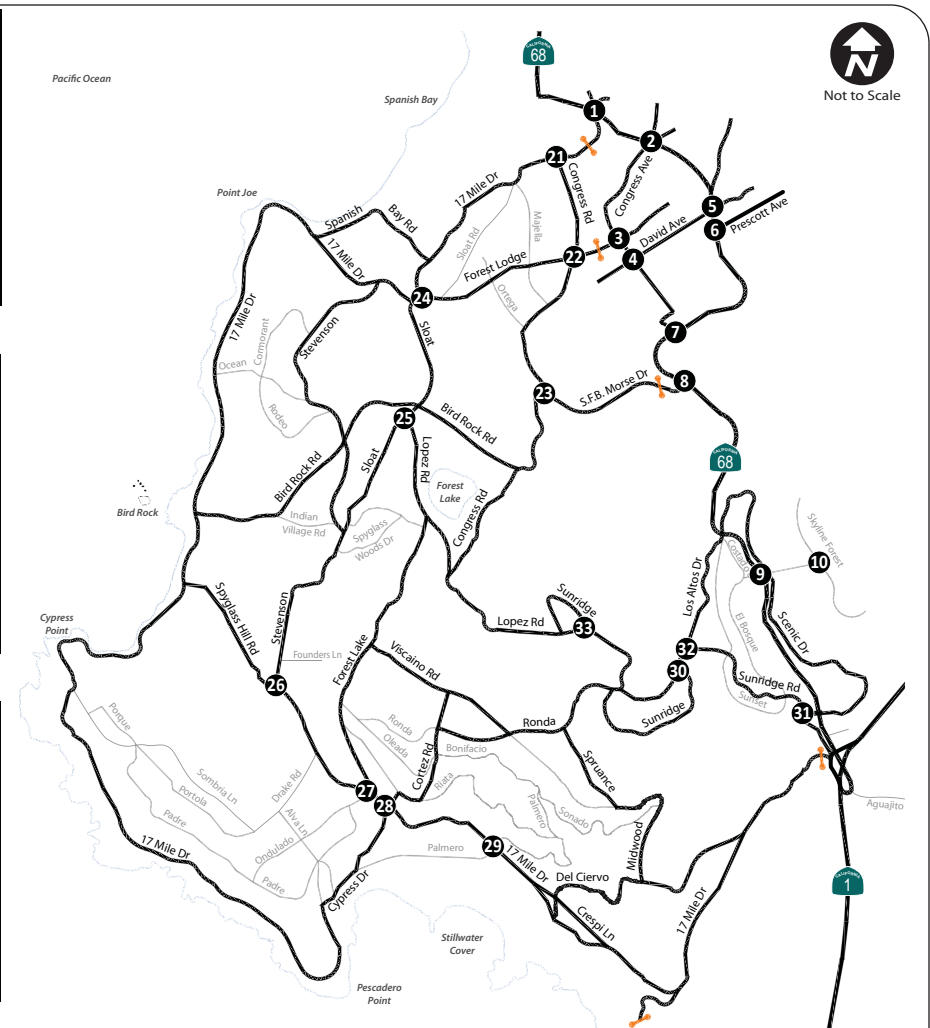 CALIFORNIA
68
N
Not to Scale
Pacific Ocean
Spanish Bay
1
2
21
Congress Ave
Congress Rd
17 Mile Dr
Point Joe
5
David Ave
Prescott Ave
6
Spanish
Bay Rd
Sloat Rd
Majella
3
22
4
17 Mile Dr
Forest Lodge
Ortega
24
17 Mile Dr
Cormorant
Stevenson
Sloat
7
Ocean
S.F.B. Morse Dr
8
23
Rodeo
25
Bird Rock Rd
CALIFORNIA
68
Bird Rock Rd
Sloat
Lopez Rd
Forest
Lake
Bird Rock
Indian
Village Rd
Spyglass
Woods Dr
Congress Rd
Skyline Forest
Costado
10
9
Los Altos Dr
Cypress
Point
Spyglass Hill Rd
Stevenson
Sunridge
El Bosque
Scenic Dr
Lopez Rd
33
32
Founders Ln
Forest Lake
Viscaino Rd
30
26
Sunridge Rd
Sunset
Porque
Ronda
Ronda
Sunridge
31
Oleada
Bonifacio
Cortez Rd
Sombria Ln
Drake Rd
Portola
Riata
Spruance
27
28
Palmero
Sonado
Aguajito
Padre
Alva Ln
Ondulado
17 Mile Dr
Palmero
29
17 Mile Dr
Midwood
Padre
Cypress Dr
Del Ciervo
CALIFORNIA
1
17 Mile Dr
Crespi Ln
Stillwater
Cover
Pescadero
Point